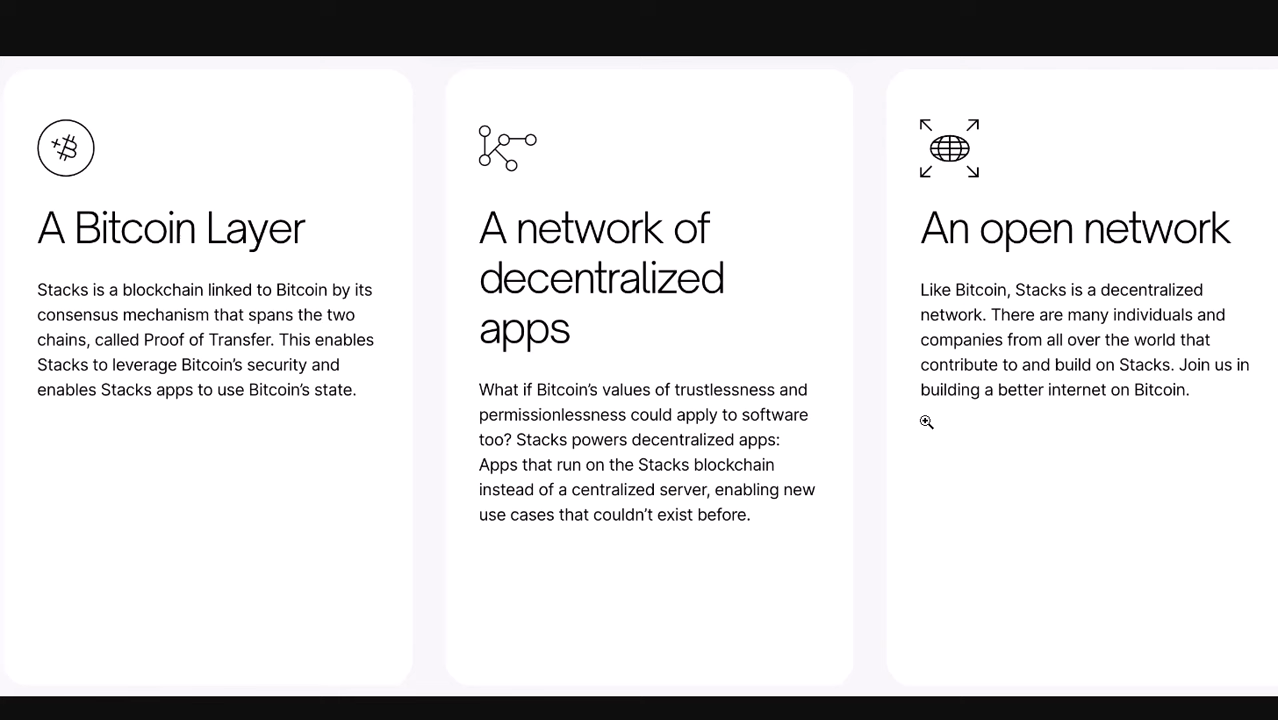 A Bitcoin Layer
Stacks is a blockchain linked to Bitcoin by its
consensus mechanism that spans the two
chains, called Proof of Transfer. This enables
Stacks to leverage Bitcoin’s security and
enables Stacks apps to use Bitcoin’s state.
A network of
decentralized
apps
What if Bitcoin’s values of trustlessness and
permissionlessness could apply to software
too? Stacks powers decentralized apps:
Apps that run on the Stacks blockchain
instead of a centralized server, enabling new
use cases that couldn’t exist before.
An open network
Like Bitcoin, Stacks is a decentralized
network. There are many individuals and
companies from all over the world that
contribute to and build on Stacks. Join us in
building a better internet on Bitcoin.